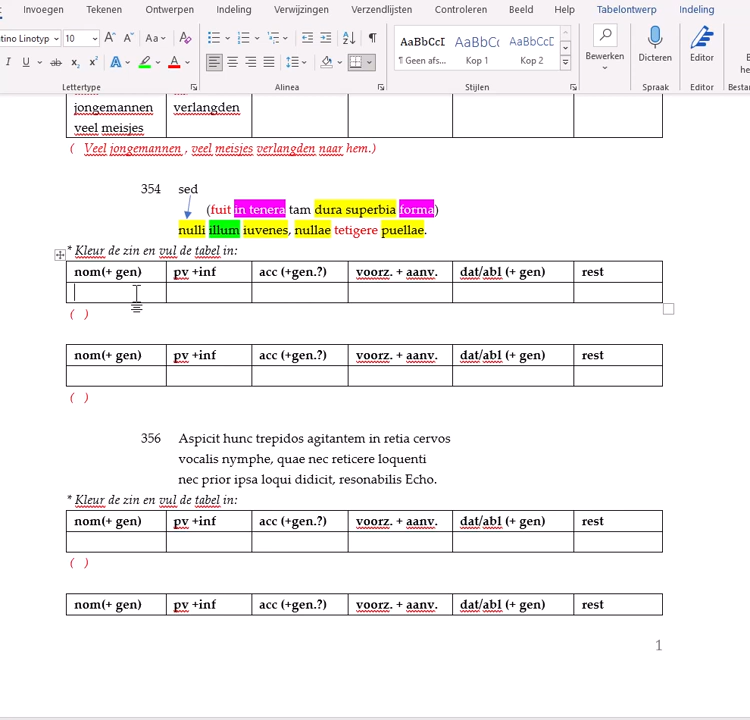 Invoegen Tekenen Ontwerpen Indeling Verwijzingen Verzendlijsten Controleren Beeld Help Tabelontwerp Indeling
tino Linotyp 10 A A Aa A
AaBbCcI AaBbCc AaBbCcD
I U ab x₂ x² A A
¶ Geen afs... Kop 1 Kop 2
Bewerken Dicteren Editor
Lettertype Alinea Stijlen Spraak Editor
jongemannen verlangden
veel meisjes
( Veel jongemannen , veel meisjes verlangden naar hem.)
354 sed
(fuit in tenera tam dura superbia forma)
nulli illum iuvenes, nullae tetigere puellae.
* Kleur de zin en vul de tabel in:
nom(+ gen) pv +inf acc (+gen.?) voorz. + aanv. dat/abl (+ gen) rest
( )
nom(+ gen) pv +inf acc (+gen.?) voorz. + aanv. dat/abl (+ gen) rest
( )
356 Aspicit hunc trepidos agitantem in retia cervos
vocalis nymphe, quae nec reticere loquenti
nec prior ipsa loqui didicit, resonabilis Echo.
* Kleur de zin en vul de tabel in:
nom(+ gen) pv +inf acc (+gen.?) voorz. + aanv. dat/abl (+ gen) rest
( )
nom(+ gen) pv +inf acc (+gen.?) voorz. + aanv. dat/abl (+ gen) rest
1